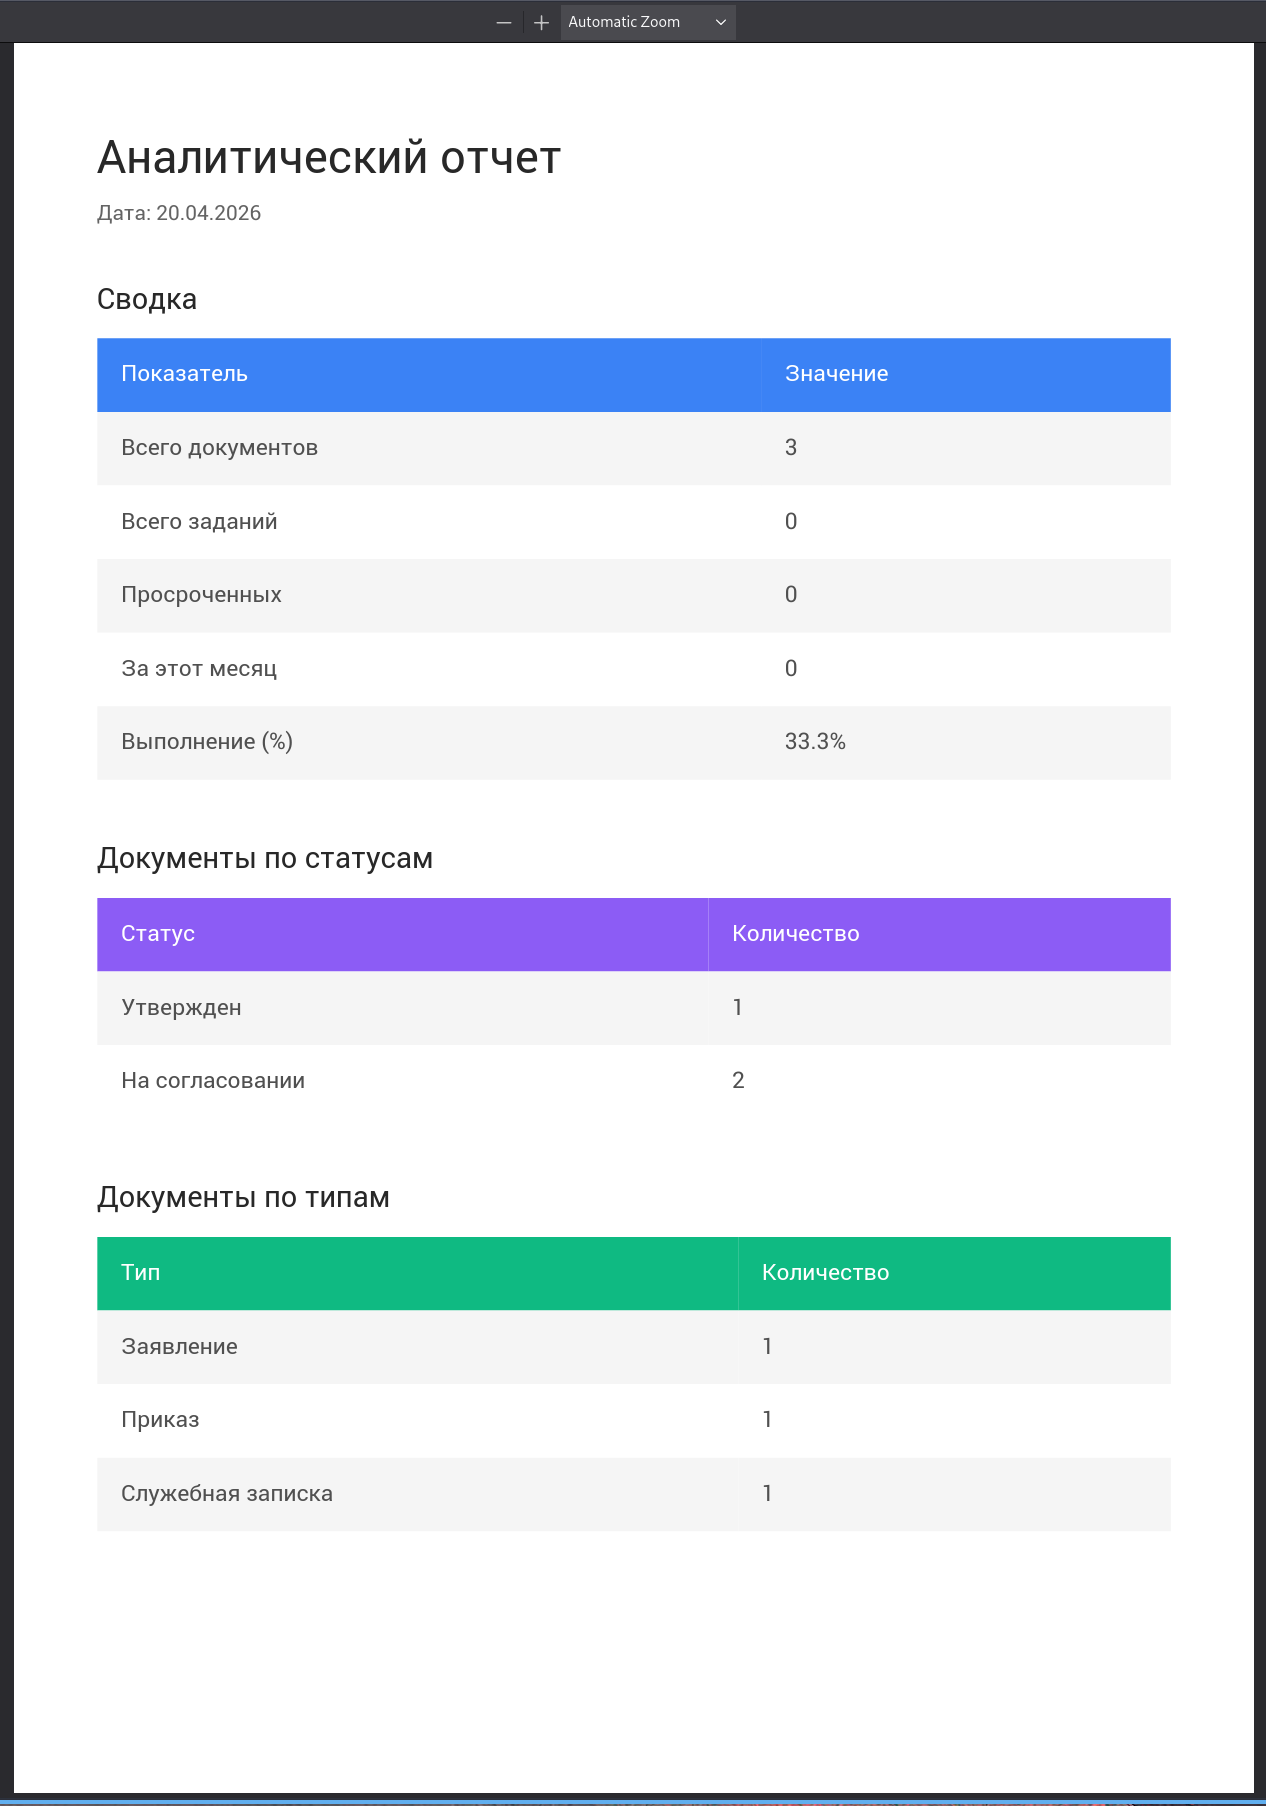 Automatic Zoom
Аналитический отчет
Дата: 20.04.2026
Сводка
Показатель Значение
Всего документов 3
Всего заданий 0
Просроченных 0
За этот месяц 0
Выполнение (%) 33.3%
Документы по статусам
Статус Количество
Утвержден 1
На согласовании 2
Документы по типам
Тип Количество
Заявление 1
Приказ 1
Служебная записка 1